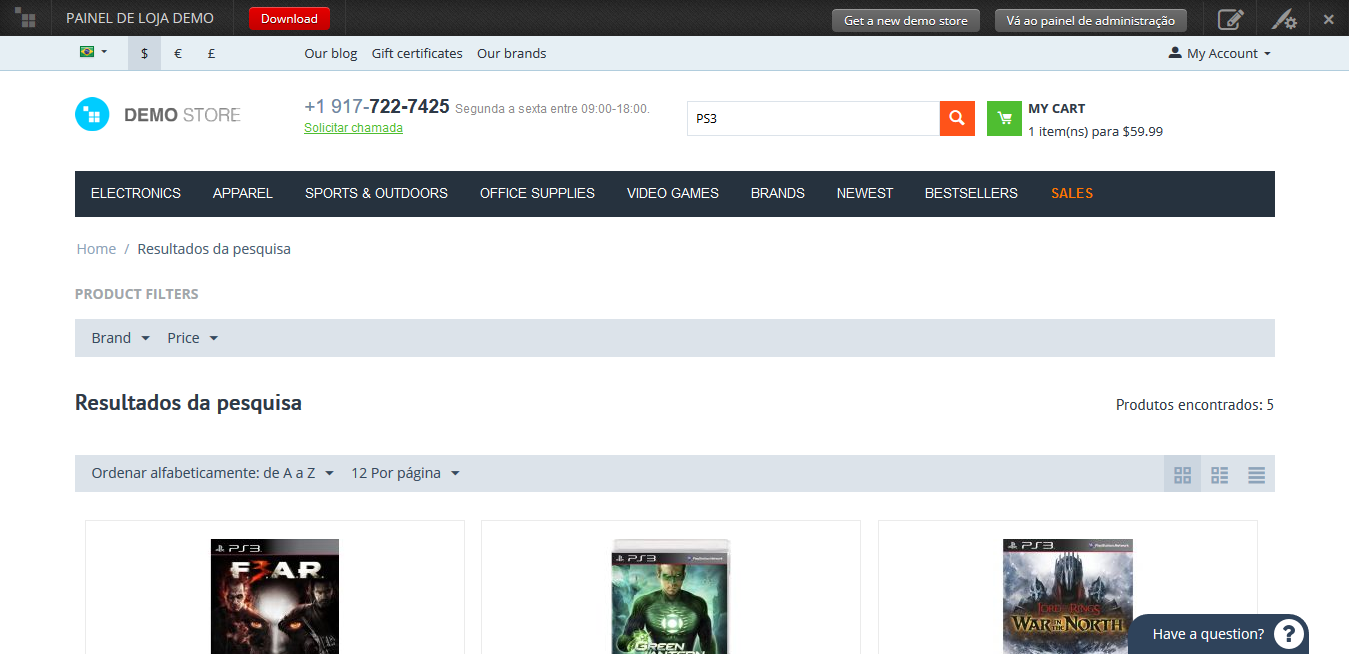 PAINEL DE LOJA DEMO Download Get a new demo store Vá ao painel de administração
$ € £ Our blog Gift certificates Our brands My Account
+1 917-722-7425 Segunda a sexta entre 09:00-18:00.
Solicitar chamada
DEMO STORE
PS3
MY CART
1 item(ns) para $59.99
ELECTRONICS APPAREL SPORTS & OUTDOORS OFFICE SUPPLIES VIDEO GAMES BRANDS NEWEST BESTSELLERS SALES
Home / Resultados da pesquisa
PRODUCT FILTERS
Brand Price
Resultados da pesquisa Produtos encontrados: 5
Ordenar alfabeticamente: de A a Z 12 Por página
PS3
F3AR
PS3
GREEN LANTERN
PS3 PlayStation Network
LORD OF THE RINGS
WAR IN THE NORTH
Have a question? ?